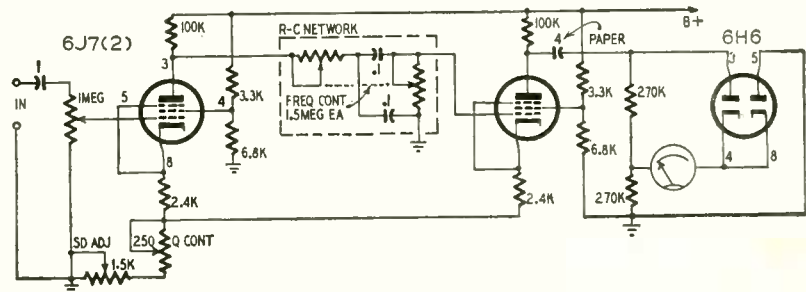 6J7(2)
.1
IN
1MEG
5
3
100K
4
3.3K
6.8K
8
2.4K
SD ADJ
1.5K
250
Q CONT
R-C NETWORK
.1
FREQ CONT
1.5MEG EA
.1
100K
4
PAPER
B+
3.3K
6.8K
2.4K
270K
270K
6H6
3
5
4
8